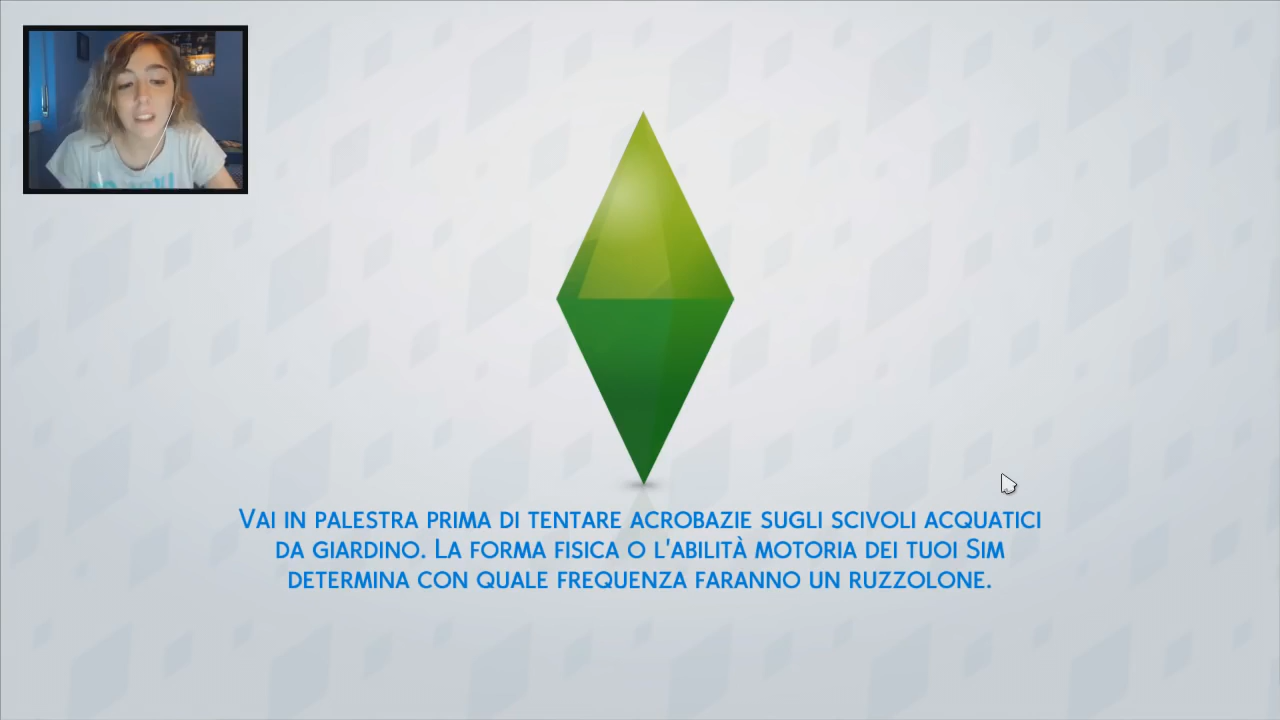 Vai in palestra prima di tentare acrobazie sugli scivoli acquatici
da giardino. La forma fisica o l'abilità motoria dei tuoi Sim
determina con quale frequenza faranno un ruzzolone.